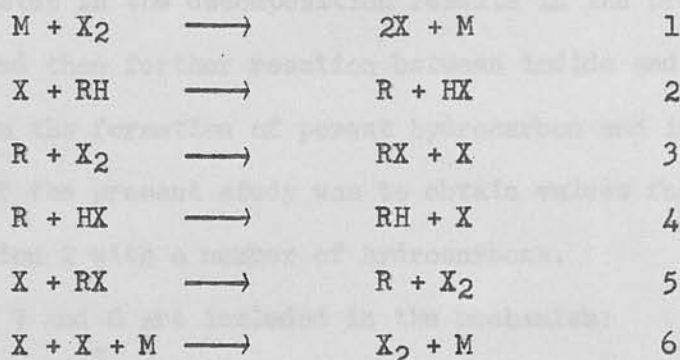 M + X₂ ⟶ 2X + M 1
X + RH ⟶ R + HX 2
R + X₂ ⟶ RX + X 3
R + HX ⟶ RH + X 4
X + RX ⟶ R + X₂ 5
X + X + M ⟶ X₂ + M 6